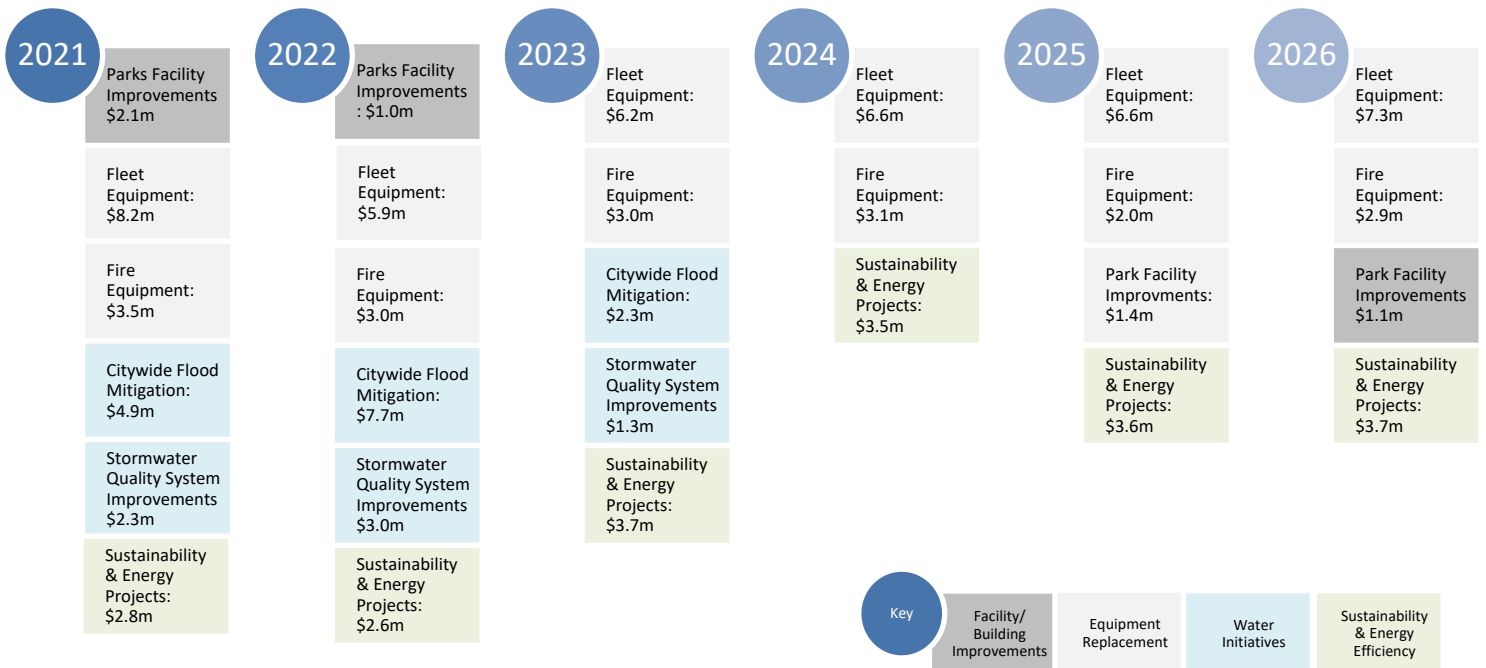 2021
Parks Facility
Improvements
$2.1m
Fleet
Equipment:
$8.2m
Fire
Equipment:
$3.5m
Citywide Flood
Mitigation:
$4.9m
Stormwater
Quality System
Improvements
$2.3m
Sustainability
& Energy
Projects:
$2.8m
2022
Parks Facility
Improvements
: $1.0m
Fleet
Equipment:
$5.9m
Fire
Equipment:
$3.0m
Citywide Flood
Mitigation:
$7.7m
Stormwater
Quality System
Improvements
$3.0m
Sustainability
& Energy
Projects:
$2.6m
2023
Fleet
Equipment:
$6.2m
Fire
Equipment:
$3.0m
Citywide Flood
Mitigation:
$2.3m
Stormwater
Quality System
Improvements
$1.3m
Sustainability
& Energy
Projects:
$3.7m
2024
Fleet
Equipment:
$6.6m
Fire
Equipment:
$3.1m
Sustainability
& Energy
Projects:
$3.5m
2025
Fleet
Equipment:
$6.6m
Fire
Equipment:
$2.0m
Park Facility
Improvments:
$1.4m
Sustainability
& Energy
Projects:
$3.6m
2026
Fleet
Equipment:
$7.3m
Fire
Equipment:
$2.9m
Park Facility
Improvements
$1.1m
Sustainability
& Energy
Projects:
$3.7m
Key
Facility/
Building
Improvements
Equipment
Replacement
Water
Initiatives
Sustainability
& Energy
Efficiency